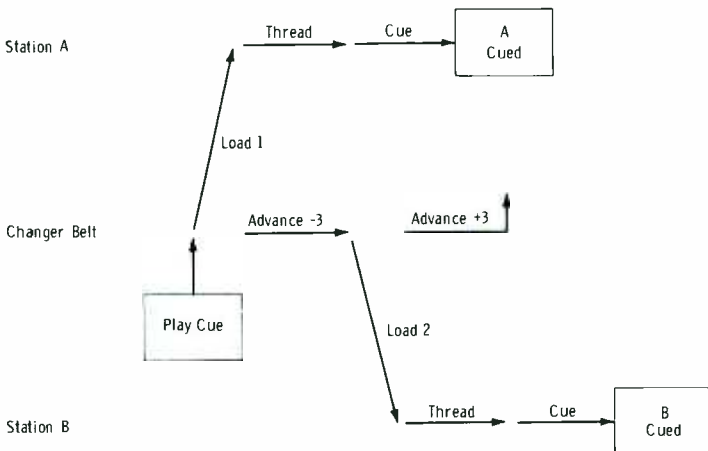 Station A
Thread
Cue
A
Cued
Load 1
Changer Belt
Advance -3
Advance +3
Play Cue
Load 2
Station B
Thread
Cue
B
Cued